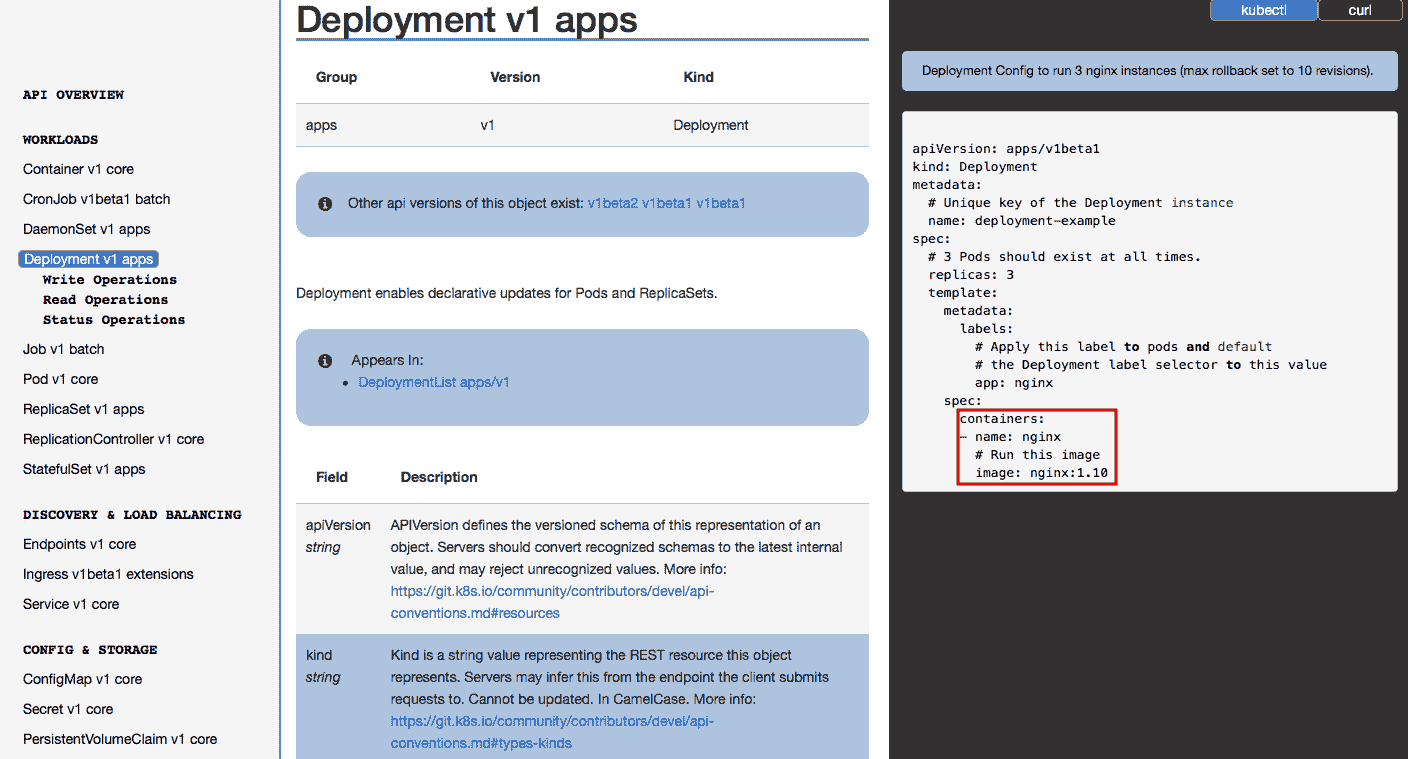 API OVERVIEW
WORKLOADS
Container v1 core
CronJob v1beta1 batch
DaemonSet v1 apps
Deployment v1 apps
Write Operations
Read Operations
Status Operations
Job v1 batch
Pod v1 core
ReplicaSet v1 apps
ReplicationController v1 core
StatefulSet v1 apps
DISCOVERY & LOAD BALANCING
Endpoints v1 core
Ingress v1beta1 extensions
Service v1 core
CONFIG & STORAGE
ConfigMap v1 core
Secret v1 core
PersistentVolumeClaim v1 core
Deployment v1 apps
Group Version Kind
apps v1 Deployment
Other api versions of this object exist: v1beta2 v1beta1 v1beta1
Deployment enables declarative updates for Pods and ReplicaSets.
Appears In:
• DeploymentList apps/v1
Field Description
apiVersion
string
APIVersion defines the versioned schema of this representation of an
object. Servers should convert recognized schemas to the latest internal
value, and may reject unrecognized values. More info:
https://git.k8s.io/community/contributors/devel/api-
conventions.md#resources
kind
string
Kind is a string value representing the REST resource this object
represents. Servers may infer this from the endpoint the client submits
requests to. Cannot be updated. In CamelCase. More info:
https://git.k8s.io/community/contributors/devel/api-
conventions.md#types-kinds
kubectl curl
Deployment Config to run 3 nginx instances (max rollback set to 10 revisions).
apiVersion: apps/v1beta1
kind: Deployment
metadata:
  # Unique key of the Deployment instance
  name: deployment-example
spec:
  # 3 Pods should exist at all times.
  replicas: 3
  template:
    metadata:
      labels:
        # Apply this label to pods and default
        # the Deployment label selector to this value
        app: nginx
    spec:
      containers:
      - name: nginx
        # Run this image
        image: nginx:1.10